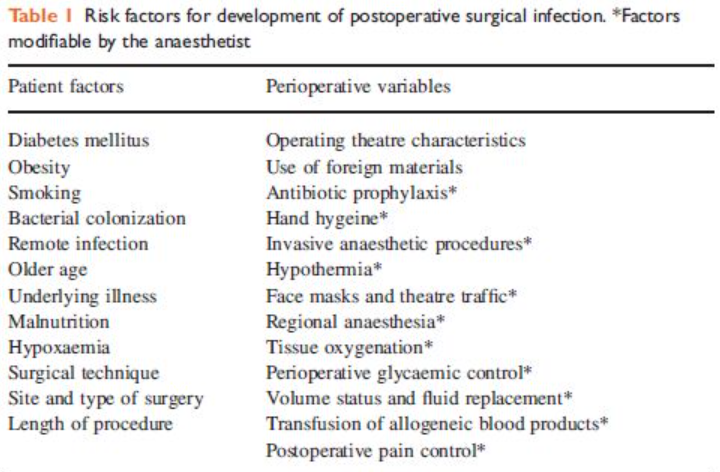 Table 1 Risk factors for development of postoperative surgical infection. *Factors
modifiable by the anaesthetist
Patient factors Perioperative variables
Diabetes mellitus Operating theatre characteristics
Obesity Use of foreign materials
Smoking Antibiotic prophylaxis*
Bacterial colonization Hand hygeine*
Remote infection Invasive anaesthetic procedures*
Older age Hypothermia*
Underlying illness Face masks and theatre traffic*
Malnutrition Regional anaesthesia*
Hypoxaemia Tissue oxygenation*
Surgical technique Perioperative glycaemic control*
Site and type of surgery Volume status and fluid replacement*
Length of procedure Transfusion of allogeneic blood products*
Postoperative pain control*